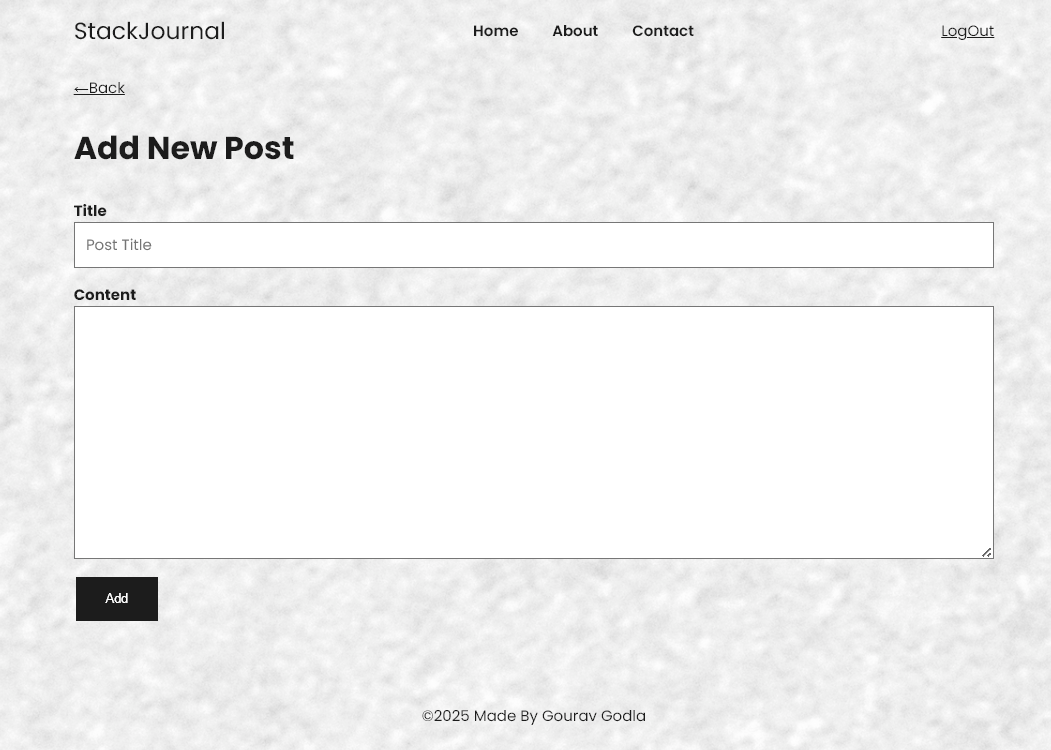 StackJournal Home About Contact LogOut
←Back
Add New Post
Title
Post Title
Content
Add
©2025 Made By Gourav Godla